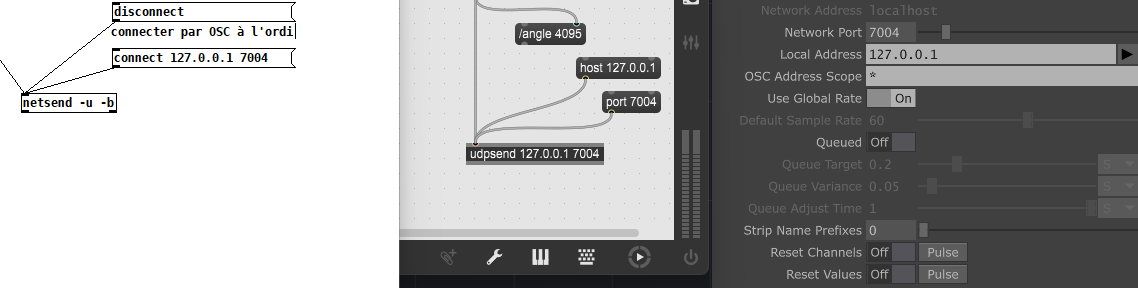 disconnect
connecter par OSC à l'ordi
connect 127.0.0.1 7004
netsend -u -b
/angle 4095
host 127.0.0.1
port 7004
udpsend 127.0.0.1 7004
Network Address localhost
Network Port 7004
Local Address 127.0.0.1
OSC Address Scope *
Use Global Rate On
Default Sample Rate 60
Queued Off
Queue Target 0.2 S
Queue Variance 0.05 S
Queue Adjust Time 1 S
Strip Name Prefixes 0
Reset Channels Off Pulse
Reset Values Off Pulse